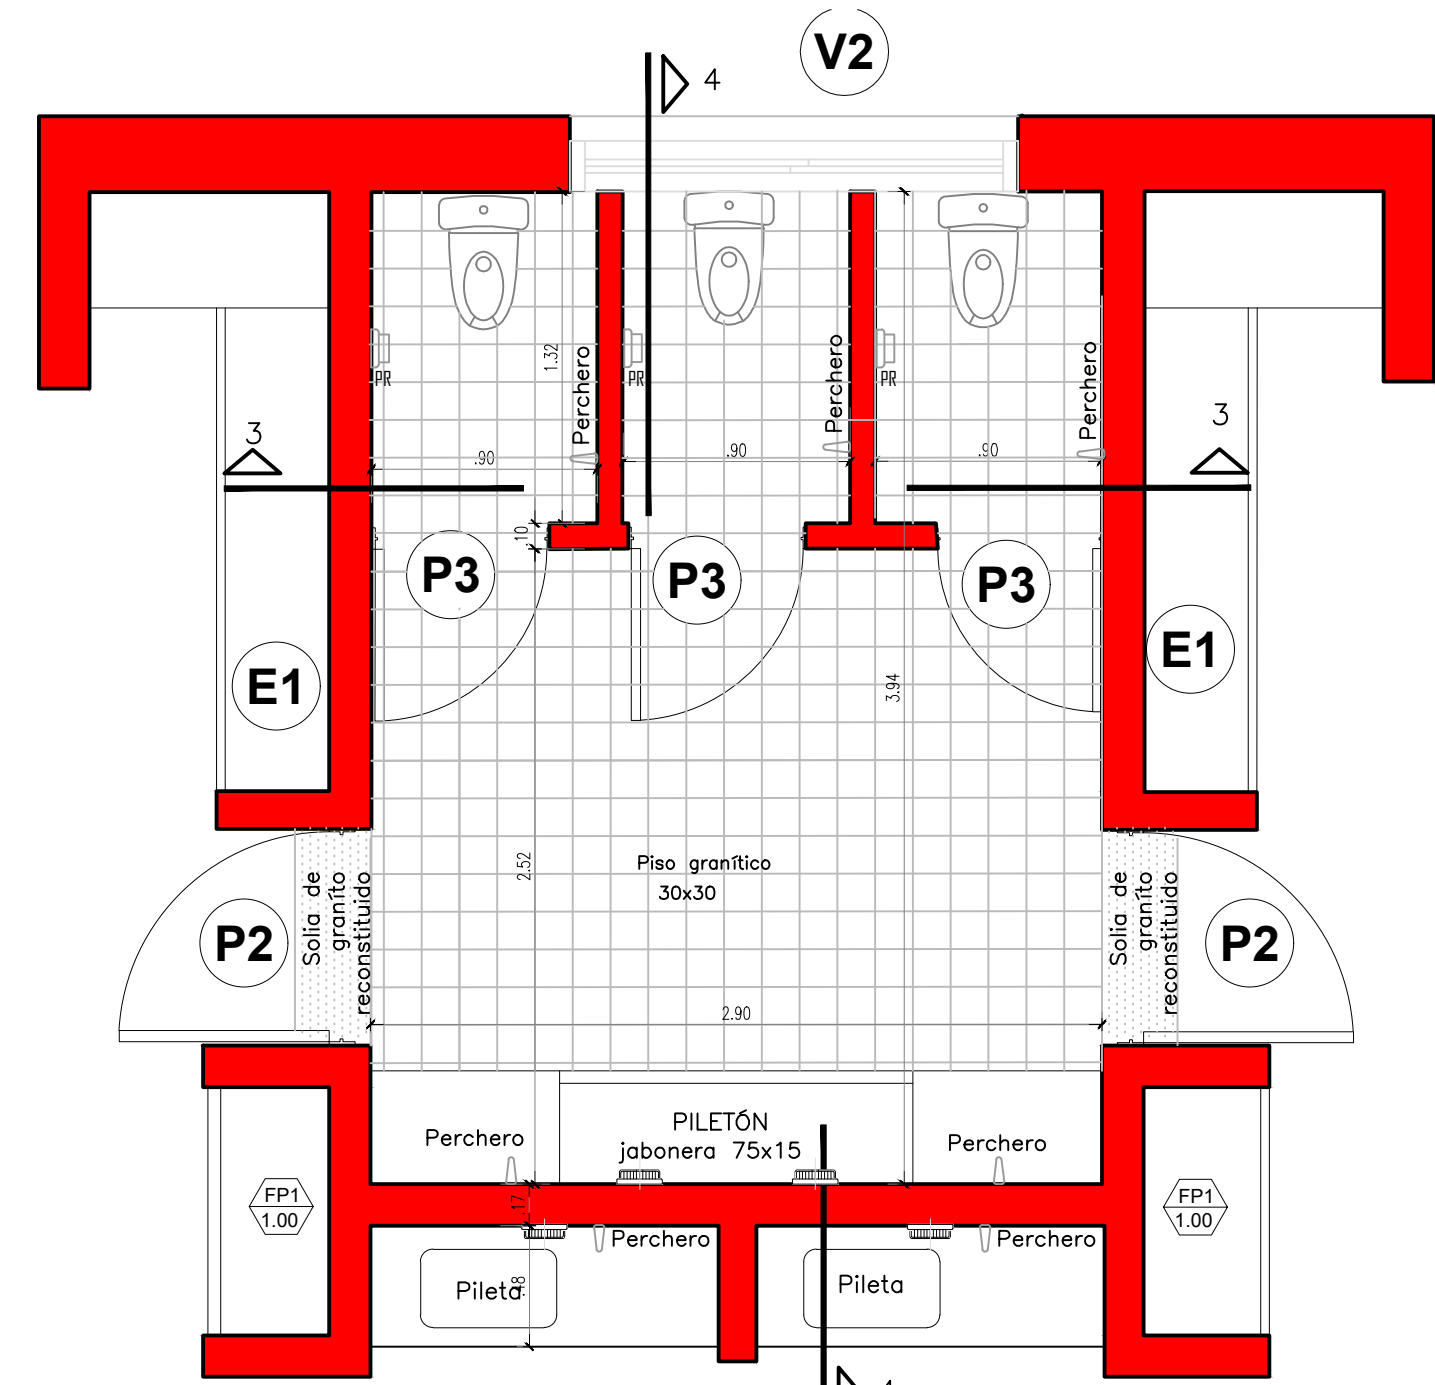 V2
4
1.32
Perchero
Perchero
Perchero
PR
PR
PR
3
3
.90
.90
.90
.10
P3
P3
P3
E1
E1
3.94
2.52
Piso granítico
30x30
Solia de
graníto
reconstituido
Solia de
graníto
reconstituido
P2
P2
2.90
PILETÓN
jabonera 75x15
Perchero
Perchero
FP1
1.00
FP1
1.00
.17
Perchero
Perchero
Pileta
.48
Pileta